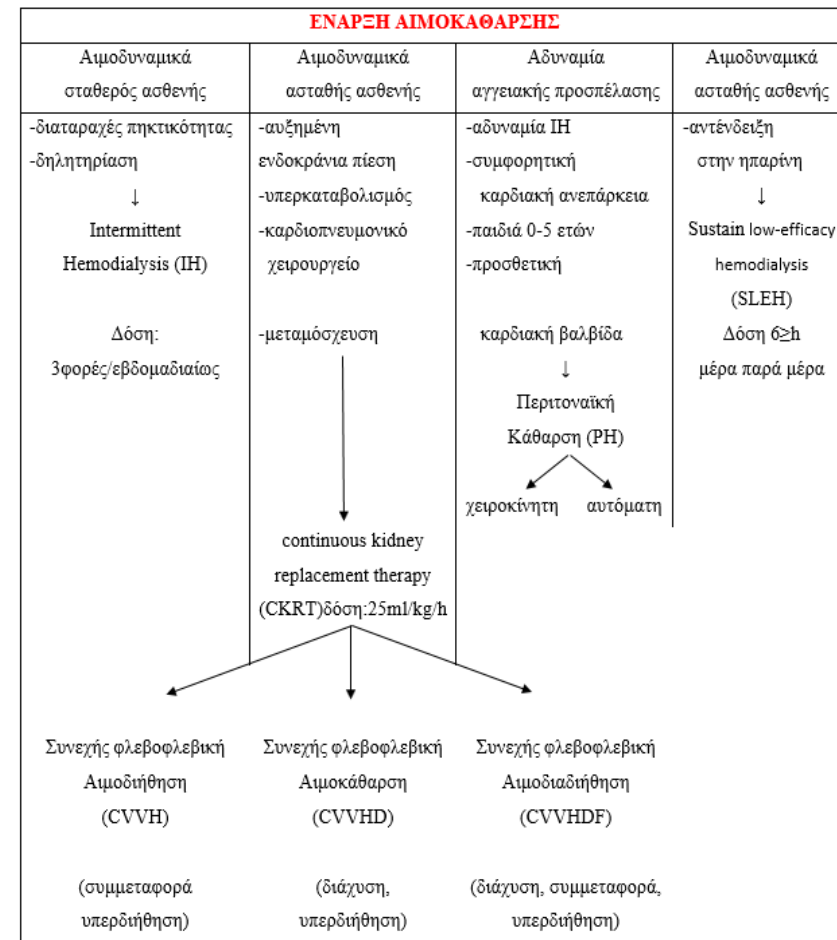 ΕΝΑΡΞΗ ΑΙΜΟΚΑΘΑΡΣΗΣ
Αιμοδυναμικά
σταθερός ασθενής
-διαταραχές πηκτικότητας
-δηλητηρίαση
↓
Intermittent
Hemodialysis (IH)
Δόση:
3φορές/εβδομαδιαίως
Αιμοδυναμικά
ασταθής ασθενής
-αυξημένη
ενδοκράνια πίεση
-υπερκαταβολισμός
-καρδιοπνευμονικό
χειρουργείο
-μεταμόσχευση
continuous kidney
replacement therapy
(CKRT)δόση:25ml/kg/h
Αδυναμία
αγγειακής προσπέλασης
-αδυναμία IH
-συμφορητική
καρδιακή ανεπάρκεια
-παιδιά 0-5 ετών
-προσθετική
καρδιακή βαλβίδα
↓
Περιτοναϊκή
Κάθαρση (PH)
χειροκίνητη αυτόματη
Αιμοδυναμικά
ασταθής ασθενής
-αντένδειξη
στην ηπαρίνη
↓
Sustain low-efficacy
hemodialysis
(SLEH)
Δόση 6≥h
μέρα παρά μέρα
Συνεχής φλεβοφλεβική
Αιμοδιήθηση
(CVVH)
(συμμεταφορά
υπερδιήθηση)
Συνεχής φλεβοφλεβική
Αιμοκάθαρση
(CVVHD)
(διάχυση,
υπερδιήθηση)
Συνεχής φλεβοφλεβική
Αιμοδιαδιήθηση
(CVVHDF)
(διάχυση, συμμεταφορά,
υπερδιήθηση)